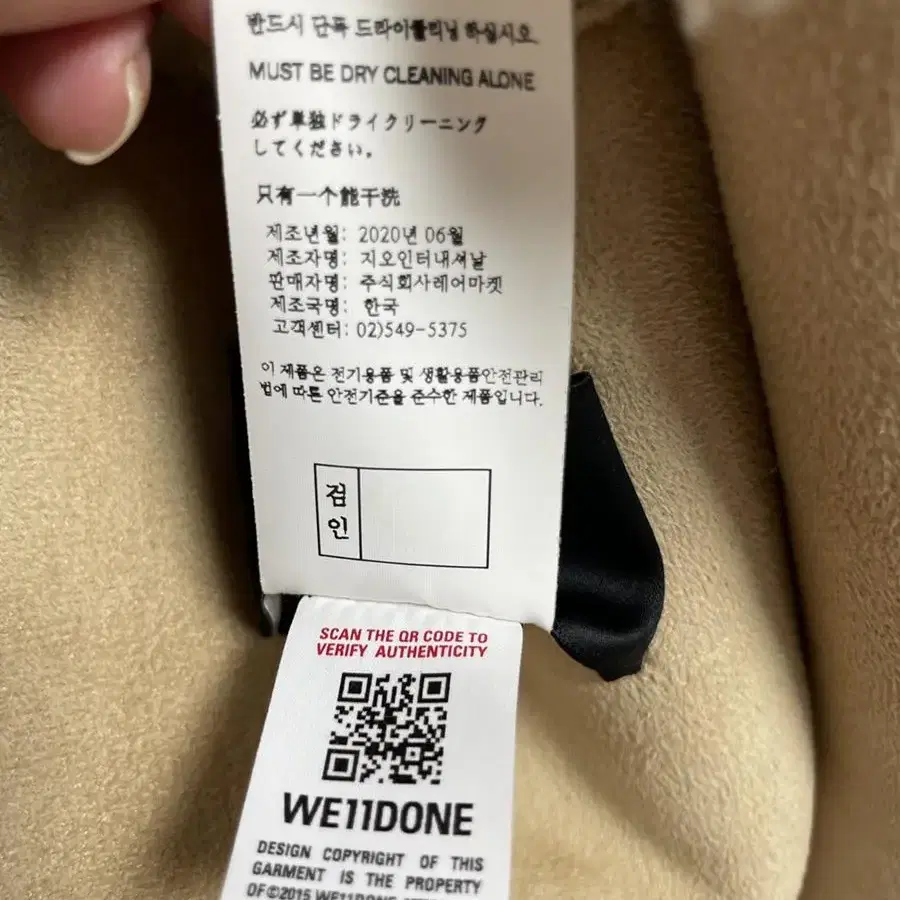 반드시 단독 드라이클리닝 하십시오
MUST BE DRY CLEANING ALONE
必ず単独ドライクリーニング
してください。
只有一个能干洗
제조년월: 2020년 06월
제조자명: 지오인터내셔날
판매자명: 주식회사레어마켓
제조국명: 한국
고객센터: 02)549-5375
이 제품은 전기용품 및 생활용품안전관리
법에 따른 안전기준을 준수한 제품입니다.
검
인
SCAN THE QR CODE TO
VERIFY AUTHENTICITY
WE11DONE
DESIGN COPYRIGHT OF THIS
GARMENT IS THE PROPERTY
OF©2015 WE11DONE